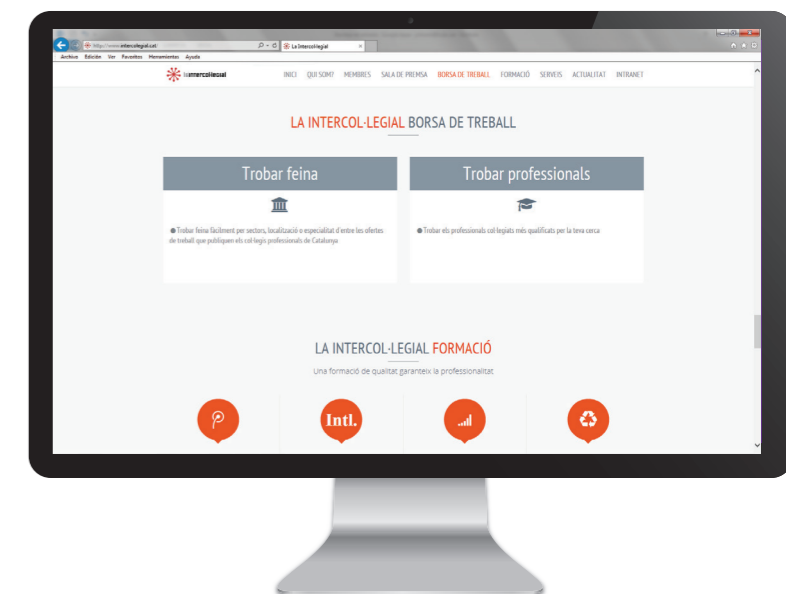 http://www.intercolegial.cat
La Intercol·legial
Archivo Edición Ver Favoritos Herramientas Ayuda
laintercol·legial
INICI QUI SOM? MEMBRES SALA DE PREMSA BORSA DE TREBALL FORMACIÓ SERVEIS ACTUALITAT INTRANET
LA INTERCOL·LEGIAL BORSA DE TREBALL
Trobar feina
Trobar feina fàcilment per sectors, localització o especialitat d'entre les ofertes
de treball que publiquen els col·legis professionals de Catalunya
Trobar professionals
Trobar els professionals col·legiats més qualificats per la teva cerca
LA INTERCOL·LEGIAL FORMACIÓ
Una formació de qualitat garanteix la professionalitat
Intl.